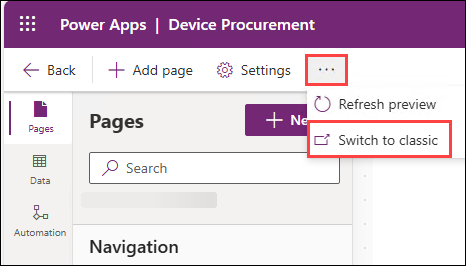 Power Apps | Device Procurement
Back
Add page
Settings
...
Refresh preview
Switch to classic
Pages
Data
Automation
Pages
Search
Navigation